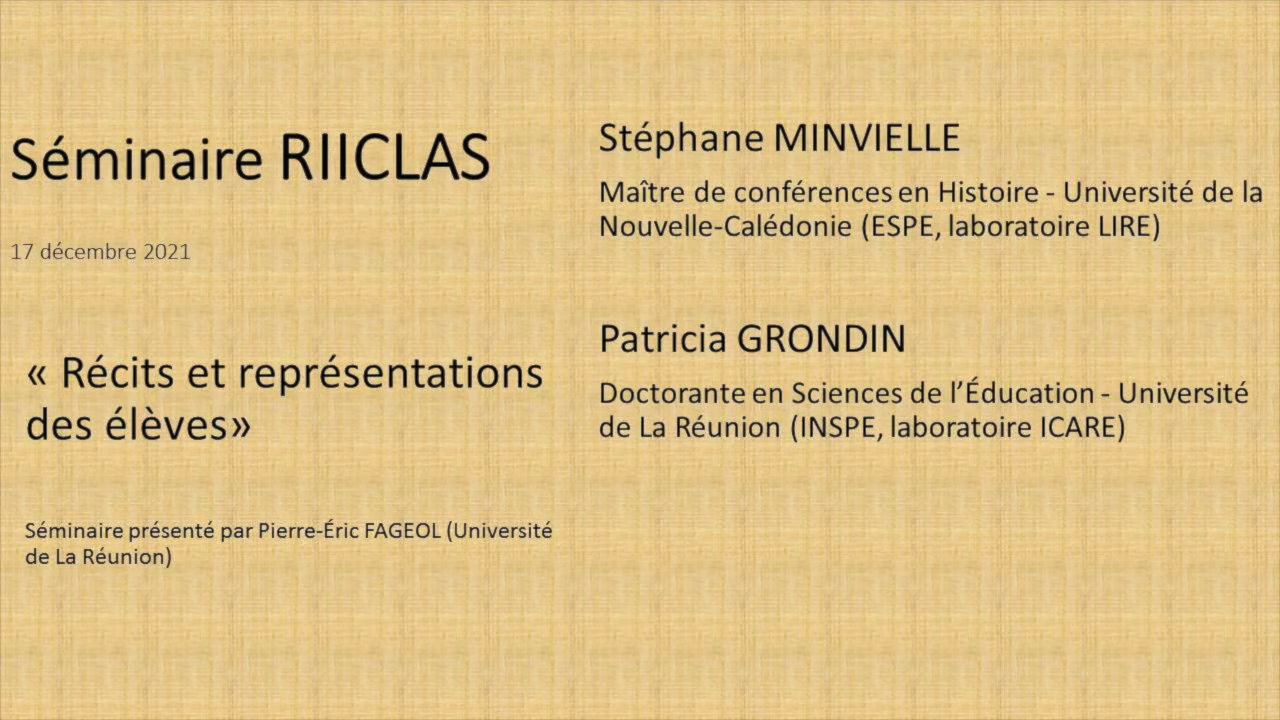 Séminaire RIICLAS
17 décembre 2021
« Récits et représentations
des élèves»
Séminaire présenté par Pierre-Éric FAGEOL (Université
de La Réunion)
Stéphane MINVIELLE
Maître de conférences en Histoire - Université de la
Nouvelle-Calédonie (ESPE, laboratoire LIRE)
Patricia GRONDIN
Doctorante en Sciences de l’Éducation - Université
de La Réunion (INSPE, laboratoire ICARE)